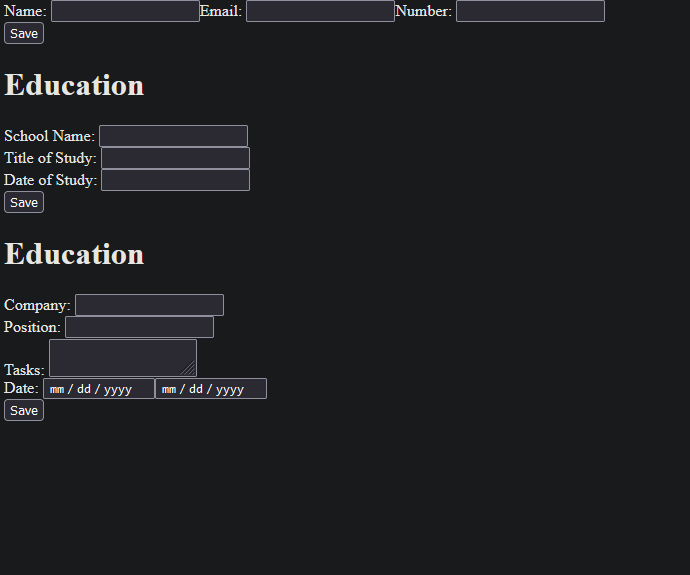 Name: Email: Number:
Save
Education
School Name:
Title of Study:
Date of Study:
Save
Education
Company:
Position:
Tasks:
Date: mm / dd / yyyy mm / dd / yyyy
Save